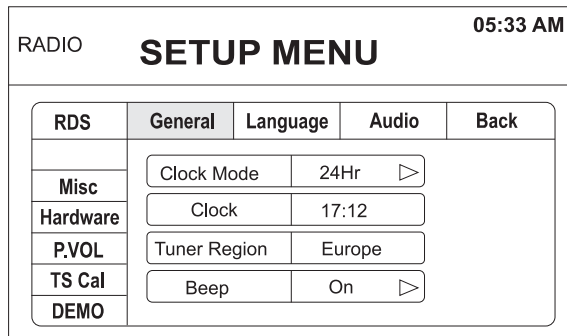 RADIO SETUP MENU 05:33 AM
RDS General Language Audio Back
Misc
Hardware
P.VOL
TS Cal
DEMO
Clock Mode 24Hr
Clock 17:12
Tuner Region Europe
Beep On